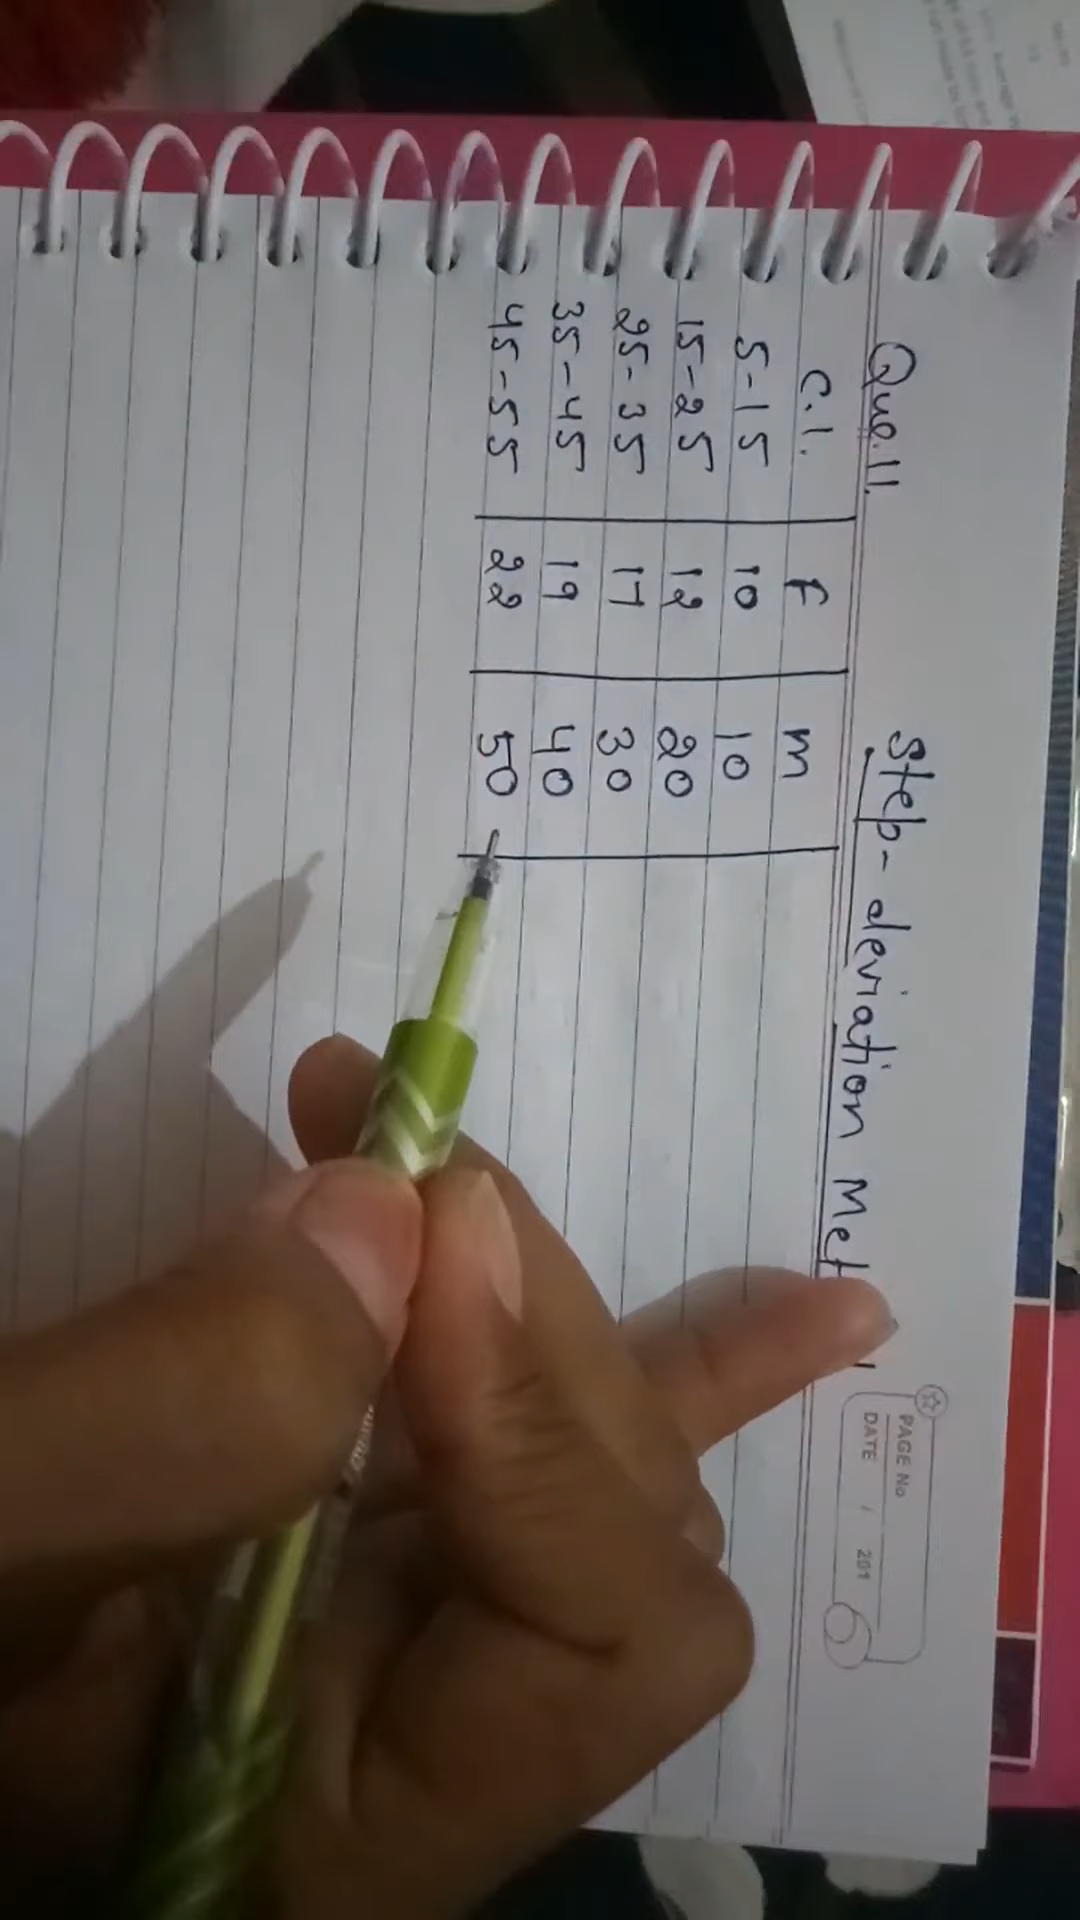 Que. 11. Step-deviation Met
C.I. F m
5-15 10 10
15-25 12 20
25-35 17 30
35-45 19 40
45-55 22 50
PAGE No
DATE / 201 6